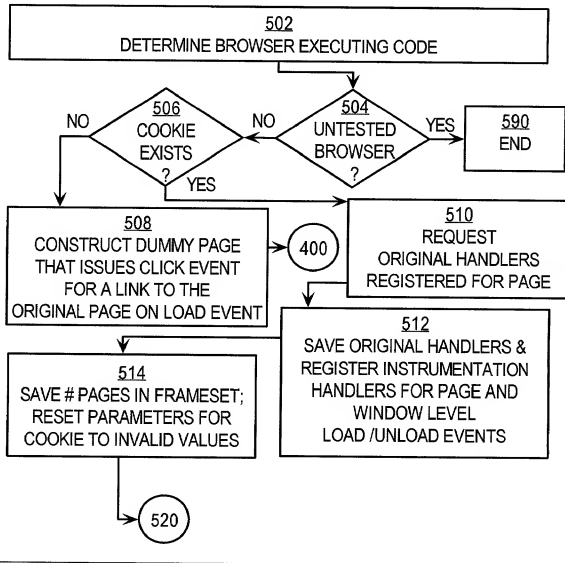 502
DETERMINE BROWSER EXECUTING CODE
NO
506
COOKIE
EXISTS
?
YES
NO
504
UNTESTED
BROWSER
?
YES
590
END
508
CONSTRUCT DUMMY PAGE
THAT ISSUES CLICK EVENT
FOR A LINK TO THE
ORIGINAL PAGE ON LOAD EVENT
400
510
REQUEST
ORIGINAL HANDLERS
REGISTERED FOR PAGE
512
SAVE ORIGINAL HANDLERS &
REGISTER INSTRUMENTATION
HANDLERS FOR PAGE AND
WINDOW LEVEL
LOAD /UNLOAD EVENTS
514
SAVE # PAGES IN FRAMESET;
RESET PARAMETERS FOR
COOKIE TO INVALID VALUES
520